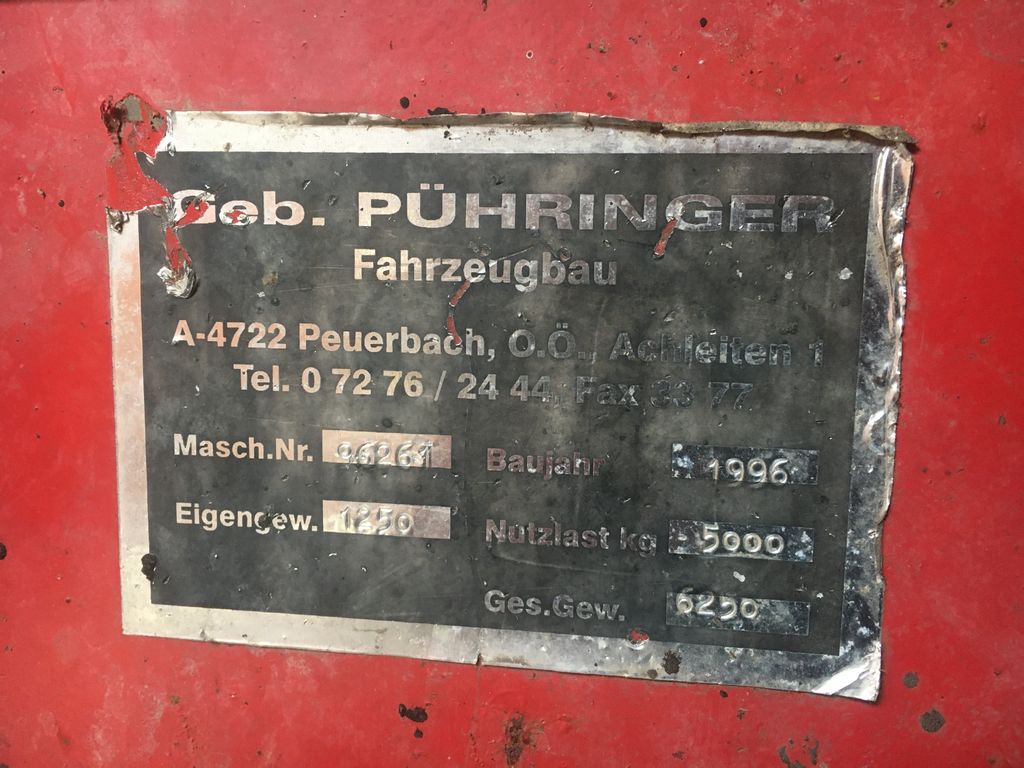 Geb. PÜHRINGER
Fahrzeugbau
A-4722 Peuerbach, O.Ö., Achleiten 1
Tel. 0 72 76 / 24 44, Fax 33 77
Masch.Nr. 96261 Baujahr 1996
Eigengew. 1250 Nutzlast kg 5000
Ges.Gew. 6250